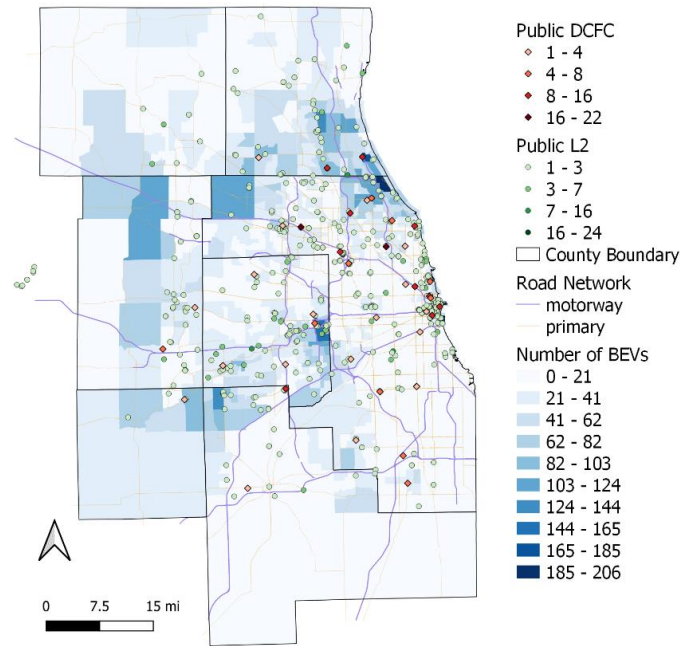 Public DCFC
1 - 4
4 - 8
8 - 16
16 - 22
Public L2
1 - 3
3 - 7
7 - 16
16 - 24
County Boundary
Road Network
motorway
primary
Number of BEVs
0 - 21
21 - 41
41 - 62
62 - 82
82 - 103
103 - 124
124 - 144
144 - 165
165 - 185
185 - 206
0 7.5 15 mi